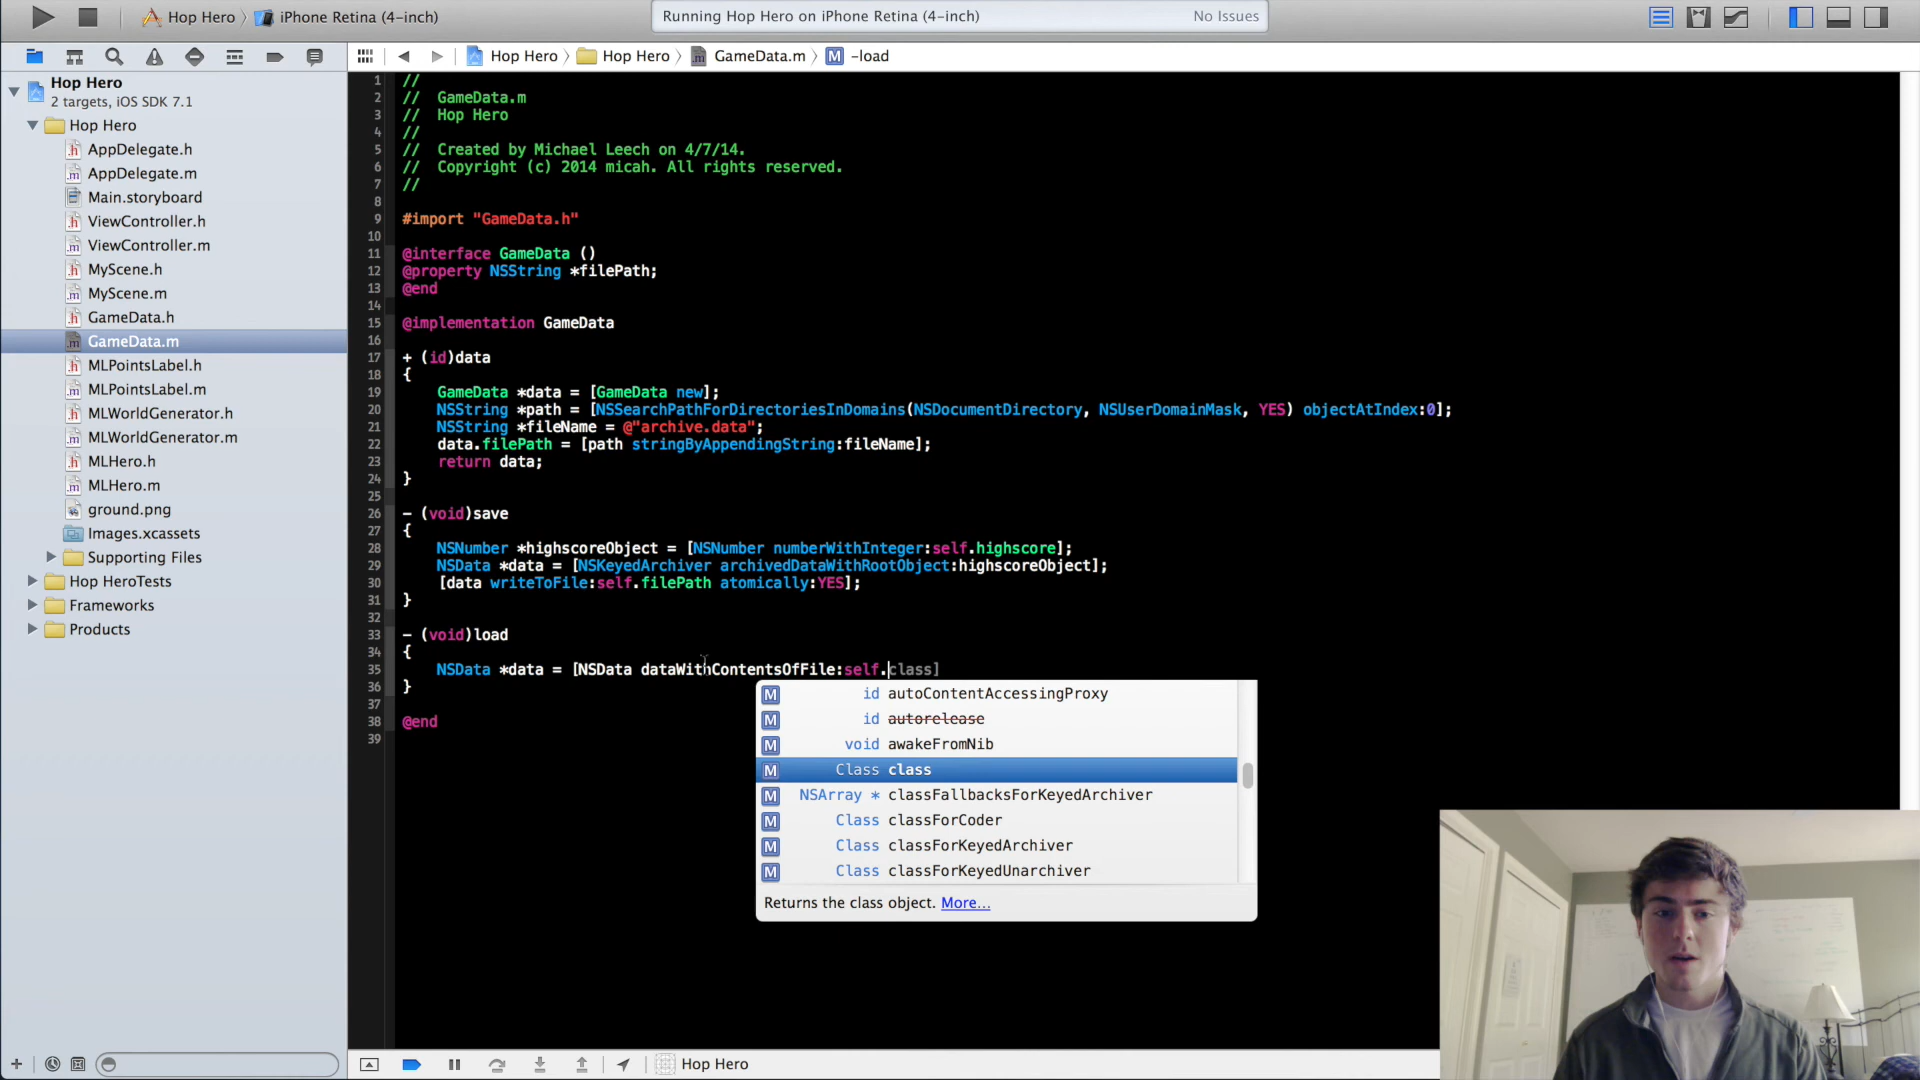 Hop Hero
iPhone Retina (4-inch)
Running Hop Hero on iPhone Retina (4-inch)
No Issues
Hop Hero
Hop Hero
GameData.m
-load
Hop Hero
2 targets, iOS SDK 7.1
Hop Hero
AppDelegate.h
AppDelegate.m
Main.storyboard
ViewController.h
ViewController.m
MyScene.h
MyScene.m
GameData.h
GameData.m
MLPointsLabel.h
MLPointsLabel.m
MLWorldGenerator.h
MLWorldGenerator.m
MLHero.h
MLHero.m
ground.png
Images.xcassets
Supporting Files
Hop HeroTests
Frameworks
Products
1 //
2 // GameData.m
3 // Hop Hero
4 //
5 // Created by Michael Leech on 4/7/14.
6 // Copyright (c) 2014 micah. All rights reserved.
7 //
8
9 #import "GameData.h"
10
11 @interface GameData ()
12 @property NSString *filePath;
13 @end
14
15 @implementation GameData
16
17 + (id)data
18 {
19 GameData *data = [GameData new];
20 NSString *path = [NSSearchPathForDirectoriesInDomains(NSDocumentDirectory, NSUserDomainMask, YES) objectAtIndex:0];
21 NSString *fileName = @"archive.data";
22 data.filePath = [path stringByAppendingString:fileName];
23 return data;
24 }
25
26 - (void)save
27 {
28 NSNumber *highscoreObject = [NSNumber numberWithInteger:self.highscore];
29 NSData *data = [NSKeyedArchiver archivedDataWithRootObject:highscoreObject];
30 [data writeToFile:self.filePath atomically:YES];
31 }
32
33 - (void)load
34 {
35 NSData *data = [NSData dataWithContentsOfFile:self.class]
36 }
37
38 @end
39
M id autoContentAccessingProxy
M id autorelease
M void awakeFromNib
M Class class
M NSArray * classFallbacksForKeyedArchiver
M Class classForCoder
M Class classForKeyedArchiver
M Class classForKeyedUnarchiver
Returns the class object. More...
Hop Hero